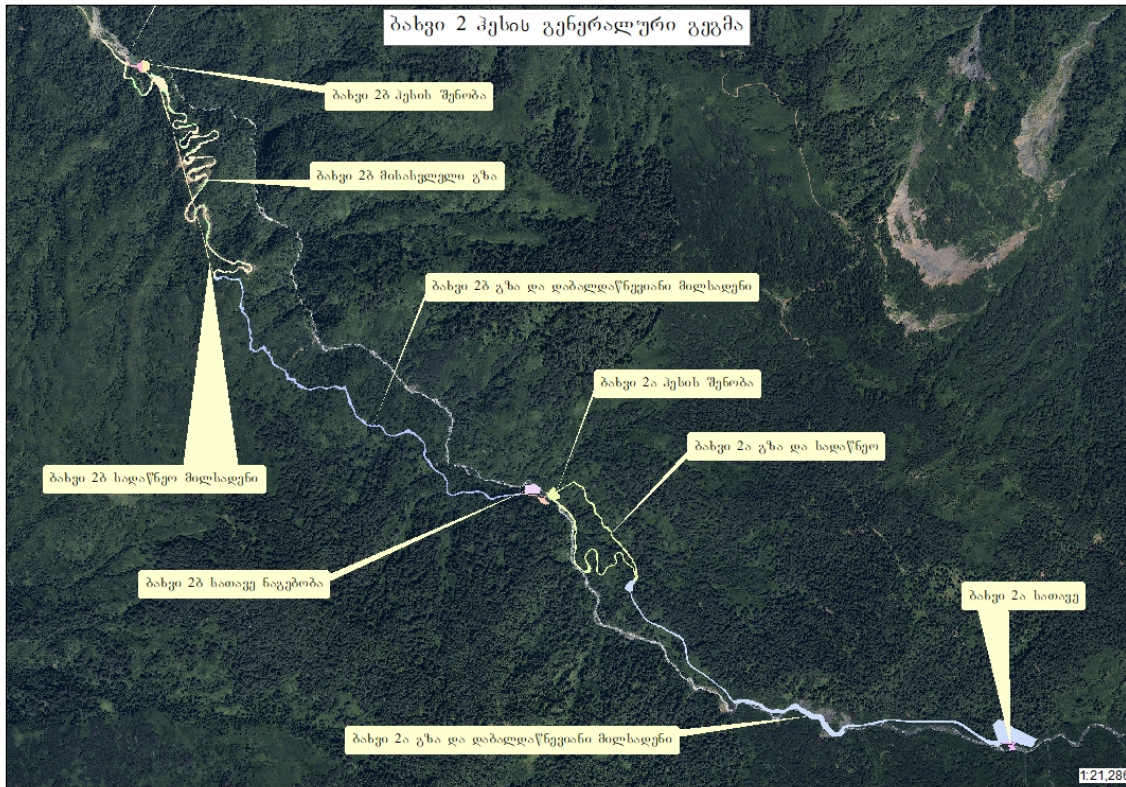 ბახვი 2 ჰესის გენერალური გეგმა
ბახვი 2ბ ჰესის შენობა
ბახვი 2ბ მისასვლელი გზა
ბახვი 2ბ გზა და დაბალდაწნევიანი მილსადენი
ბახვი 2ა ჰესის შენობა
ბახვი 2ა გზა და სადაწნეო
ბახვი 2ბ სადაწნეო მილსადენი
ბახვი 2ბ სათავე ნაგებობა
ბახვი 2ა სათავე
ბახვი 2ა გზა და დაბალდაწნევიანი მილსადენი
1:21,286